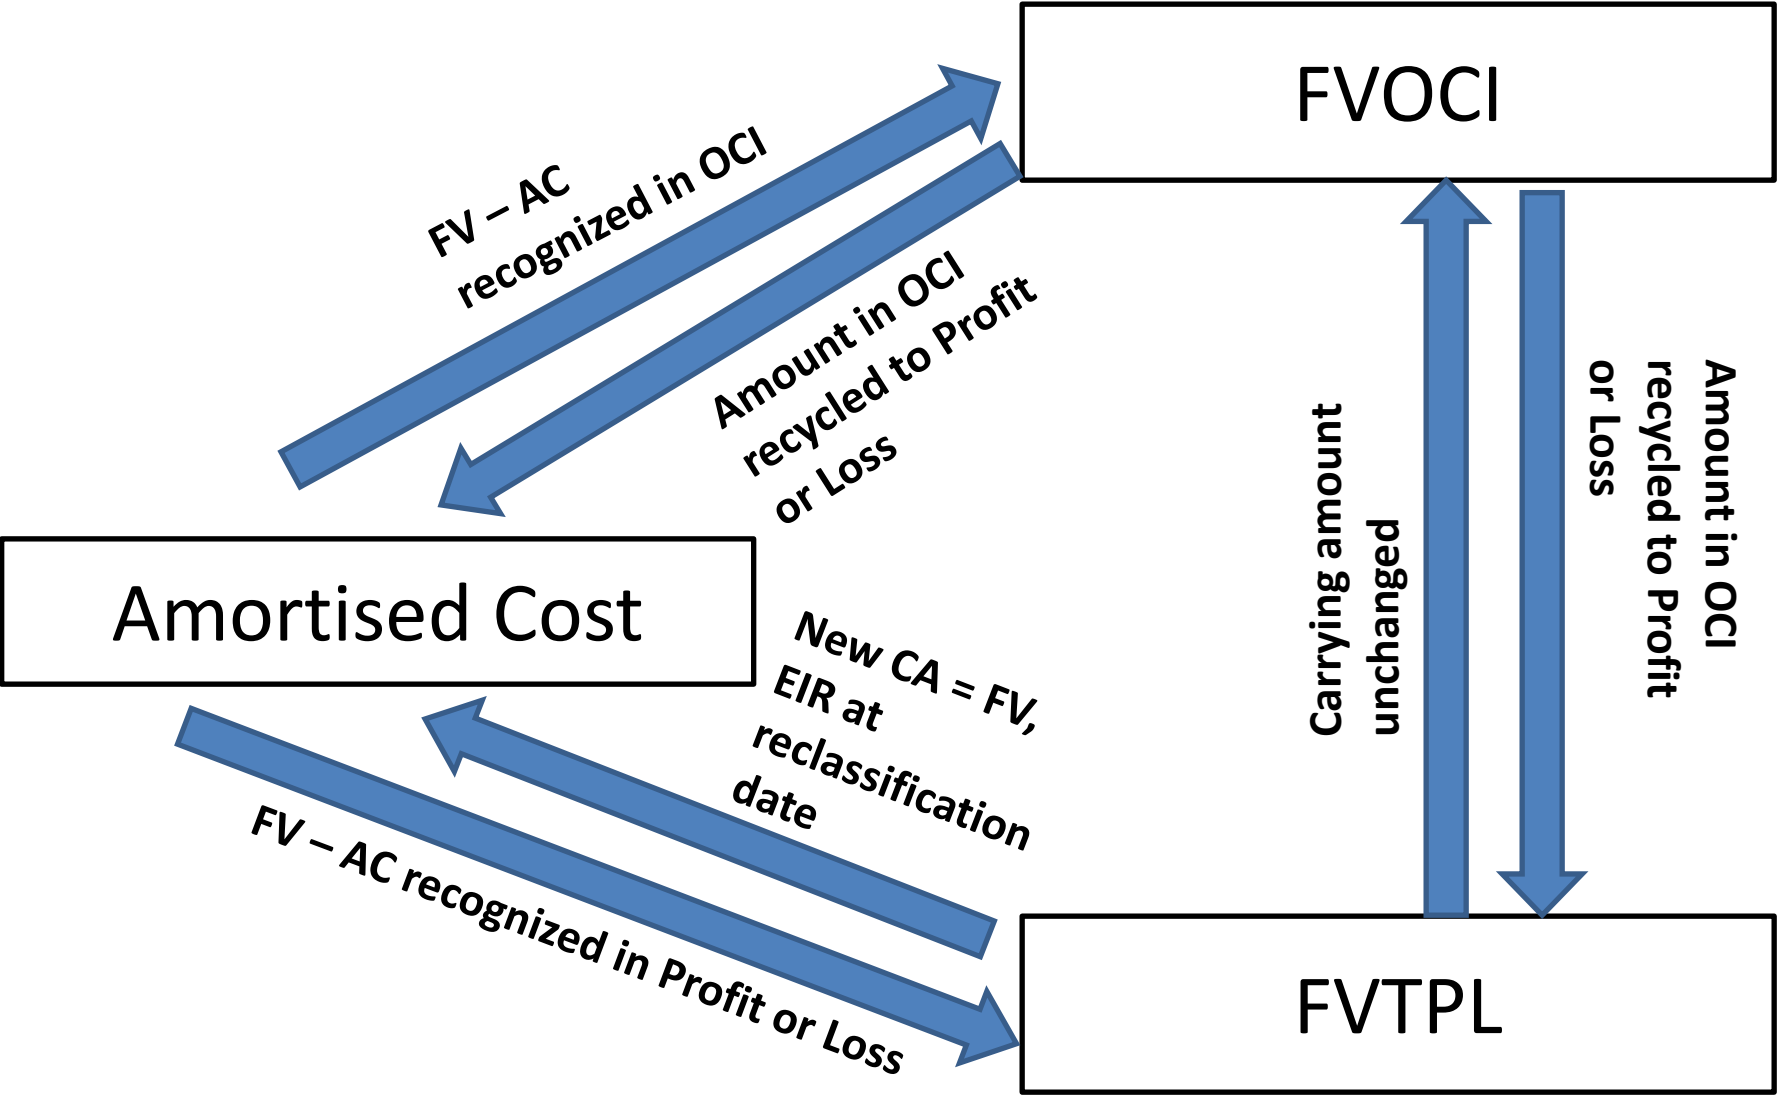 FVOCI
FV – AC
recognized in OCI
Amount in OCI
recycled to Profit
or Loss
Carrying amount
unchanged
Amount in OCI
recycled to Profit
or Loss
Amortised Cost
New CA = FV,
EIR at
reclassification
date
FV – AC recognized in Profit or Loss
FVTPL